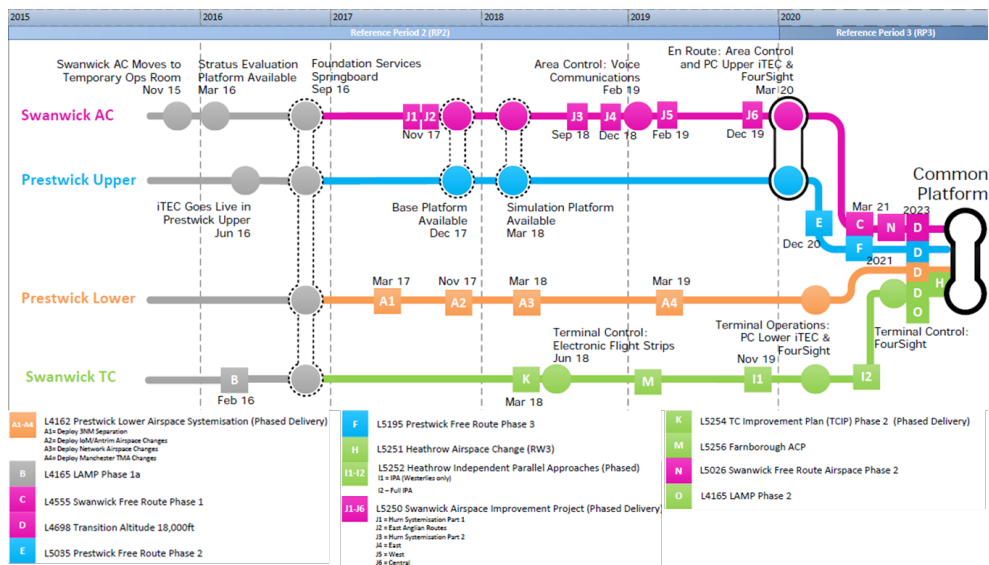 2015 2016 2017 2018 2019 2020
Reference Period 2 (RP2) Reference Period 3 (RP3)
Swanwick AC Moves to
Temporary Ops Room
Nov 15
Stratus Evaluation
Platform Available
Mar 16
Foundation Services
Springboard
Sep 16
Area Control: Voice
Communications
Feb 19
En Route: Area Control
and PC Upper iTEC &
FourSight
Mar 20
Swanwick AC
J1 J2 J3 J4 J5 J6
Nov 17 Sep 18 Dec 18 Feb 19 Dec 19
Prestwick Upper
iTEC Goes Live in
Prestwick Upper
Jun 16
Base Platform
Available
Dec 17
Simulation Platform
Available
Mar 18
Common
Platform
E
Dec 20
Mar 21
2023
C N D
F D
2021
D
H
D
O
Prestwick Lower
Mar 17 Nov 17 Mar 18 Mar 19
A1 A2 A3 A4
Terminal Control:
Electronic Flight Strips
Jun 18
Terminal Operations:
PC Lower iTEC &
FourSight
Terminal Control:
FourSight
Nov 19
Swanwick TC
B K M I1 I2
Feb 16 Mar 18
A1-A4 L4162 Prestwick Lower Airspace Systemisation (Phased Delivery)
A1= Deploy 3NM Separation
A2= Deploy IoM/Antrim Airspace Changes
A3= Deploy Network Airspace Changes
A4= Deploy Manchester TMA Changes
B L4165 LAMP Phase 1a
C L4555 Swanwick Free Route Phase 1
D L4698 Transition Altitude 18,000ft
E L5035 Prestwick Free Route Phase 2
F L5195 Prestwick Free Route Phase 3
H L5251 Heathrow Airspace Change (RW3)
I1-I2 L5252 Heathrow Independent Parallel Approaches (Phased)
I1 = IPA (Westerlies only)
I2 – Full IPA
J1-J6 L5250 Swanwick Airspace Improvement Project (Phased Delivery)
J1 = Hurn Systemisation Part 1
J2 = East Anglian Routes
J3 = Hurn Systemisation Part 2
J4 = East
J5 = West
J6 = Central
K L5254 TC Improvement Plan (TCIP) Phase 2 (Phased Delivery)
M L5256 Farnborough ACP
N L5026 Swanwick Free Route Airspace Phase 2
O L4165 LAMP Phase 2